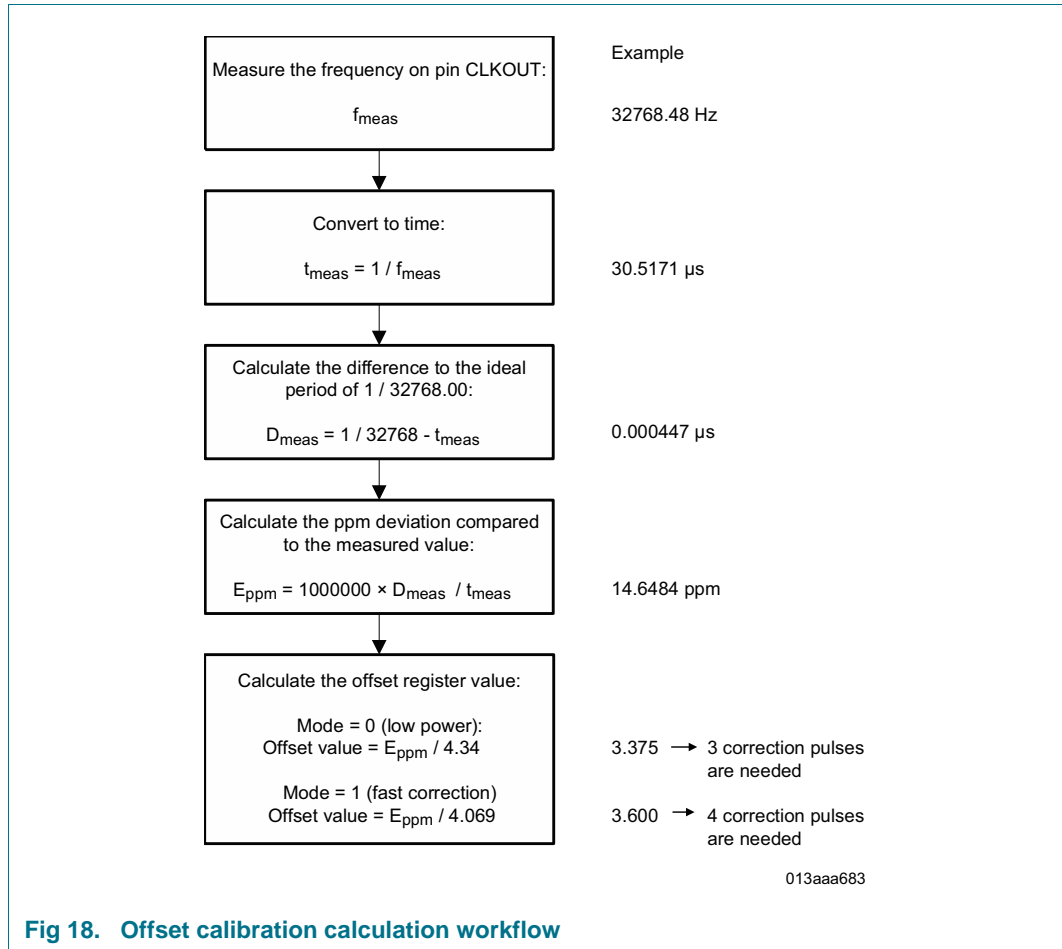 Example
Measure the frequency on pin CLKOUT:
f_meas
32768.48 Hz
Convert to time:
t_meas = 1 / f_meas
30.5171 µs
Calculate the difference to the ideal
period of 1 / 32768.00:
D_meas = 1 / 32768 - t_meas
0.000447 µs
Calculate the ppm deviation compared
to the measured value:
E_ppm = 1000000 × D_meas / t_meas
14.6484 ppm
Calculate the offset register value:
Mode = 0 (low power):
Offset value = E_ppm / 4.34
3.375 → 3 correction pulses
are needed
Mode = 1 (fast correction)
Offset value = E_ppm / 4.069
3.600 → 4 correction pulses
are needed
013aaa683
Fig 18. Offset calibration calculation workflow